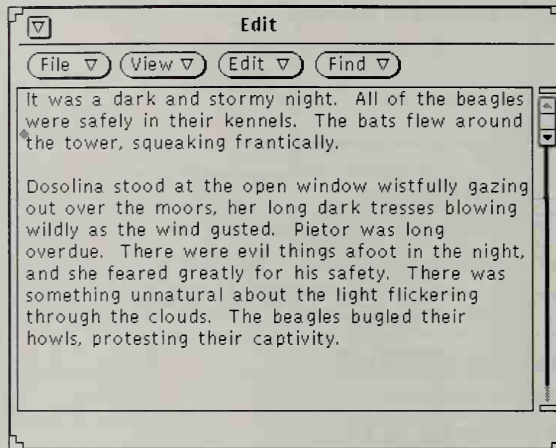 Edit
File View Edit Find
It was a dark and stormy night. All of the beagles
were safely in their kennels. The bats flew around
the tower, squeaking frantically.
Dosolina stood at the open window wistfully gazing
out over the moors, her long dark tresses blowing
wildly as the wind gusted. Pietor was long
overdue. There were evil things afoot in the night,
and she feared greatly for his safety. There was
something unnatural about the light flickering
through the clouds. The beagles bugled their
howls, protesting their captivity.